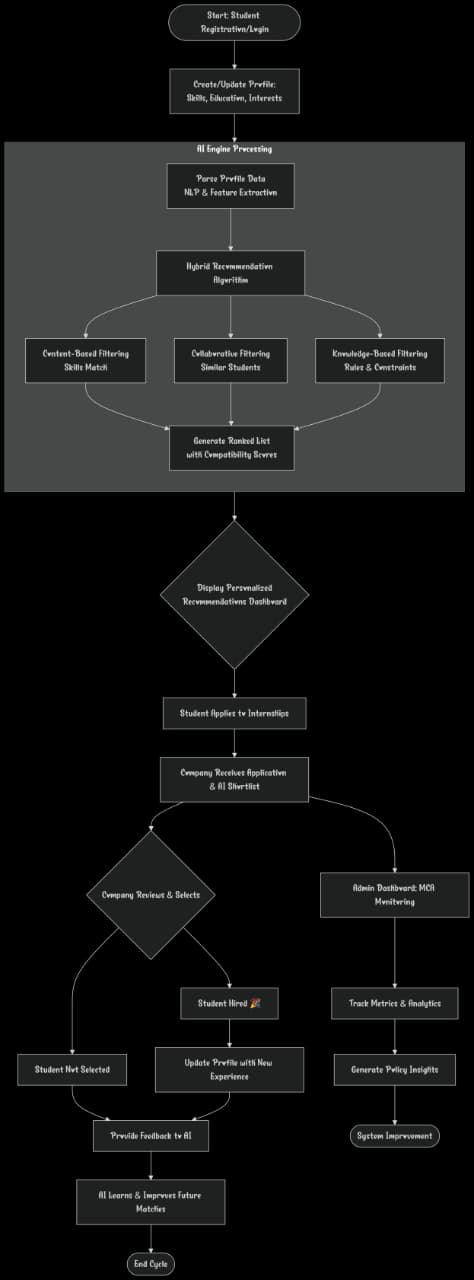 Start: Student
Registration/Login
Create/Update Profile:
Skills, Education, Interests
AI Engine Processing
Parse Profile Data
NLP & Feature Extraction
Hybrid Recommendation
Algorithm
Content-Based Filtering
Skills Match
Collaborative Filtering
Similar Students
Knowledge-Based Filtering
Rules & Constraints
Generate Ranked List
with Compatibility Scores
Display Personalized
Recommendations Dashboard
Student Applies to Internships
Company Receives Application
& AI Shortlist
Company Reviews & Selects
Admin Dashboard: MCA
Monitoring
Student Hired 🎉
Track Metrics & Analytics
Student Not Selected
Update Profile with New
Experience
Generate Policy Insights
Provide Feedback to AI
System Improvement
AI Learns & Improves Future
Matches
End Cycle